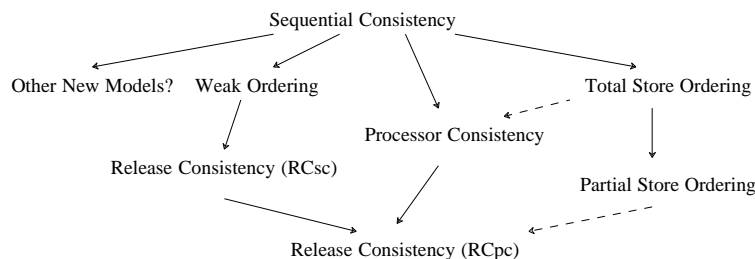 Sequential Consistency
Other New Models?
Weak Ordering
Total Store Ordering
Processor Consistency
Release Consistency (RCsc)
Partial Store Ordering
Release Consistency (RCpc)